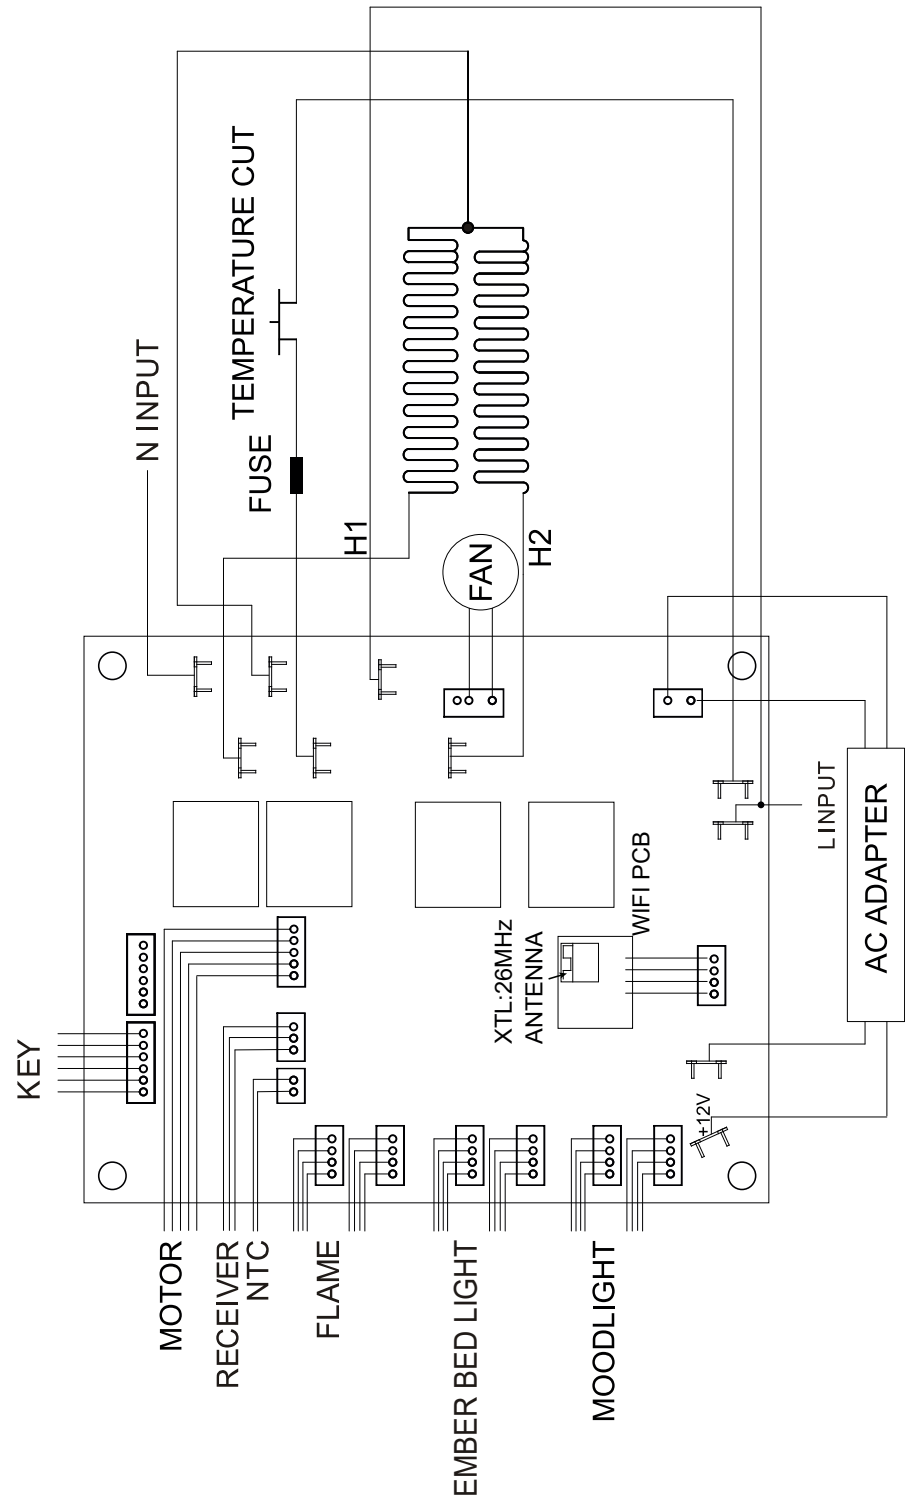 N INPUT
TEMPERATURE CUT
FUSE
H1
FAN
H2
LINPUT
AC ADAPTER
XTL:26MHz
ANTENNA
WIFI PCB
+12V
KEY
MOTOR
RECEIVER
NTC
FLAME
EMBER BED LIGHT
MOODLIGHT